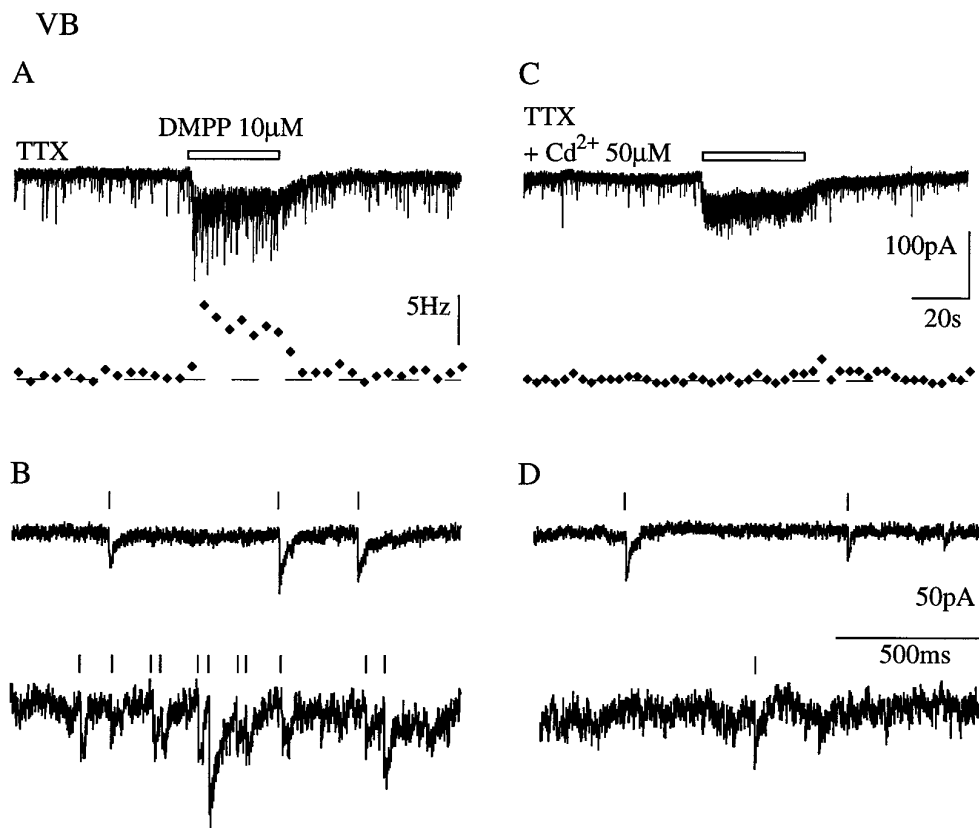 VB
A
DMPP 10µM
TTX
5Hz
C
TTX
+ Cd²⁺ 50µM
100pA
20s
B
D
50pA
500ms